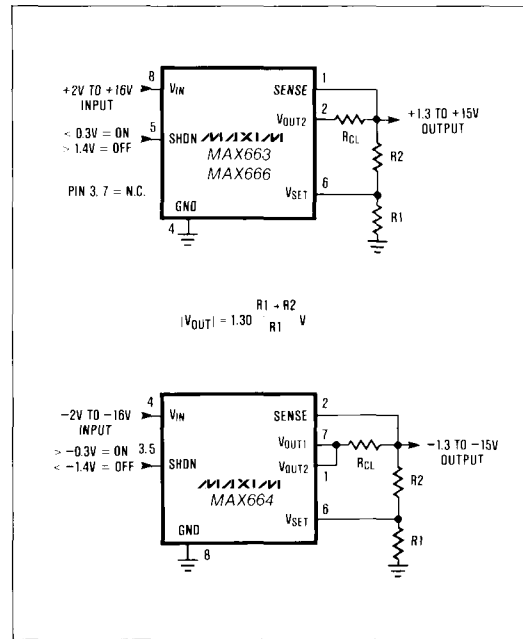 8
1
+2V TO +16V
INPUT
VIN
SENSE
2
VOUT2
+1.3 TO +15V
OUTPUT
RCL
< 0.3V = ON
> 1.4V = OFF
5
SHDN
MAXIM
MAX663
MAX666
R2
PIN 3, 7 = N.C.
6
VSET
R1
GND
4
|VOUT| = 1.30 R1 + R2
R1 V
4
2
-2V TO -16V
INPUT
VIN
SENSE
7
VOUT1
-1.3 TO -15V
OUTPUT
RCL
> -0.3V = ON
< -1.4V = OFF
3.5
SHDN
VOUT2
1
R2
MAXIM
MAX664
6
VSET
R1
GND
8